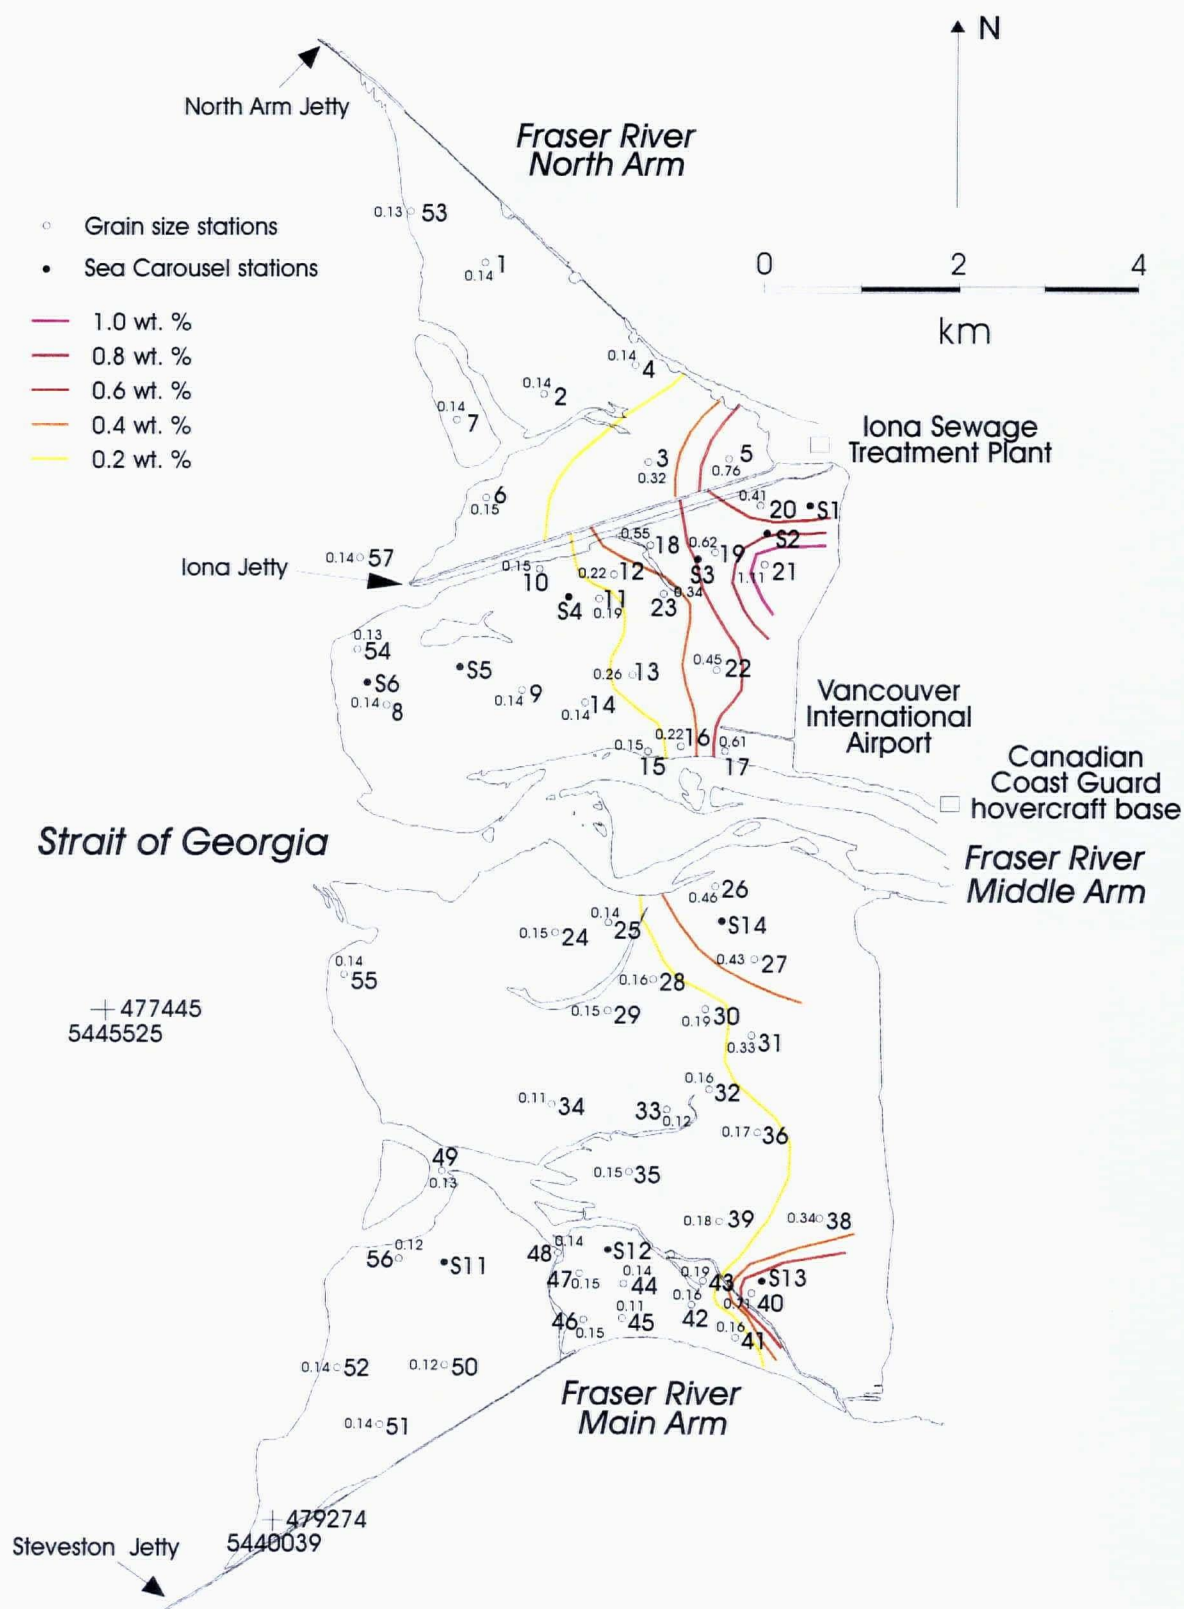 N
North Arm Jetty
Fraser River
North Arm
0.13 53
Grain size stations
1
0.14
Sea Carousel stations
0 2 4
km
1.0 wt. %
0.8 wt. %
0.6 wt. %
0.4 wt. %
0.2 wt. %
0.14
4
0.14
2
0.14
7
Iona Sewage
Treatment Plant
3
0.32
5
0.76
6
0.15
0.41
20
S1
S2
0.55
18
0.62
19
S3
21
1.11
0.14 57
Iona Jetty
0.15
10
0.22 12
S4
11
0.19
0.34
23
0.13
54
S5
S6
0.14
8
9
0.14
0.26 13
14
0.14
0.45
22
Vancouver
International
Airport
0.15
15
0.22 16
0.61
17
Canadian
Coast Guard
hovercraft base
Strait of Georgia
Fraser River
Middle Arm
26
0.46
S14
0.14
25
0.15 24
0.43 27
0.14
55
0.16 28
477445
5445525
0.15 29
30
0.19
31
0.33
0.16
32
0.11 34
33
0.12
0.17 36
49
0.13
0.15 35
0.18 39
0.34 38
0.12
56
S11
0.14
48
S12
47
0.15
0.14
44
0.19
43
S13
40
0.71
0.16
42
0.11
45
46
0.15
0.16
41
0.14 52
0.12 50
Fraser River
Main Arm
0.14 51
479274
5440039
Steveston Jetty